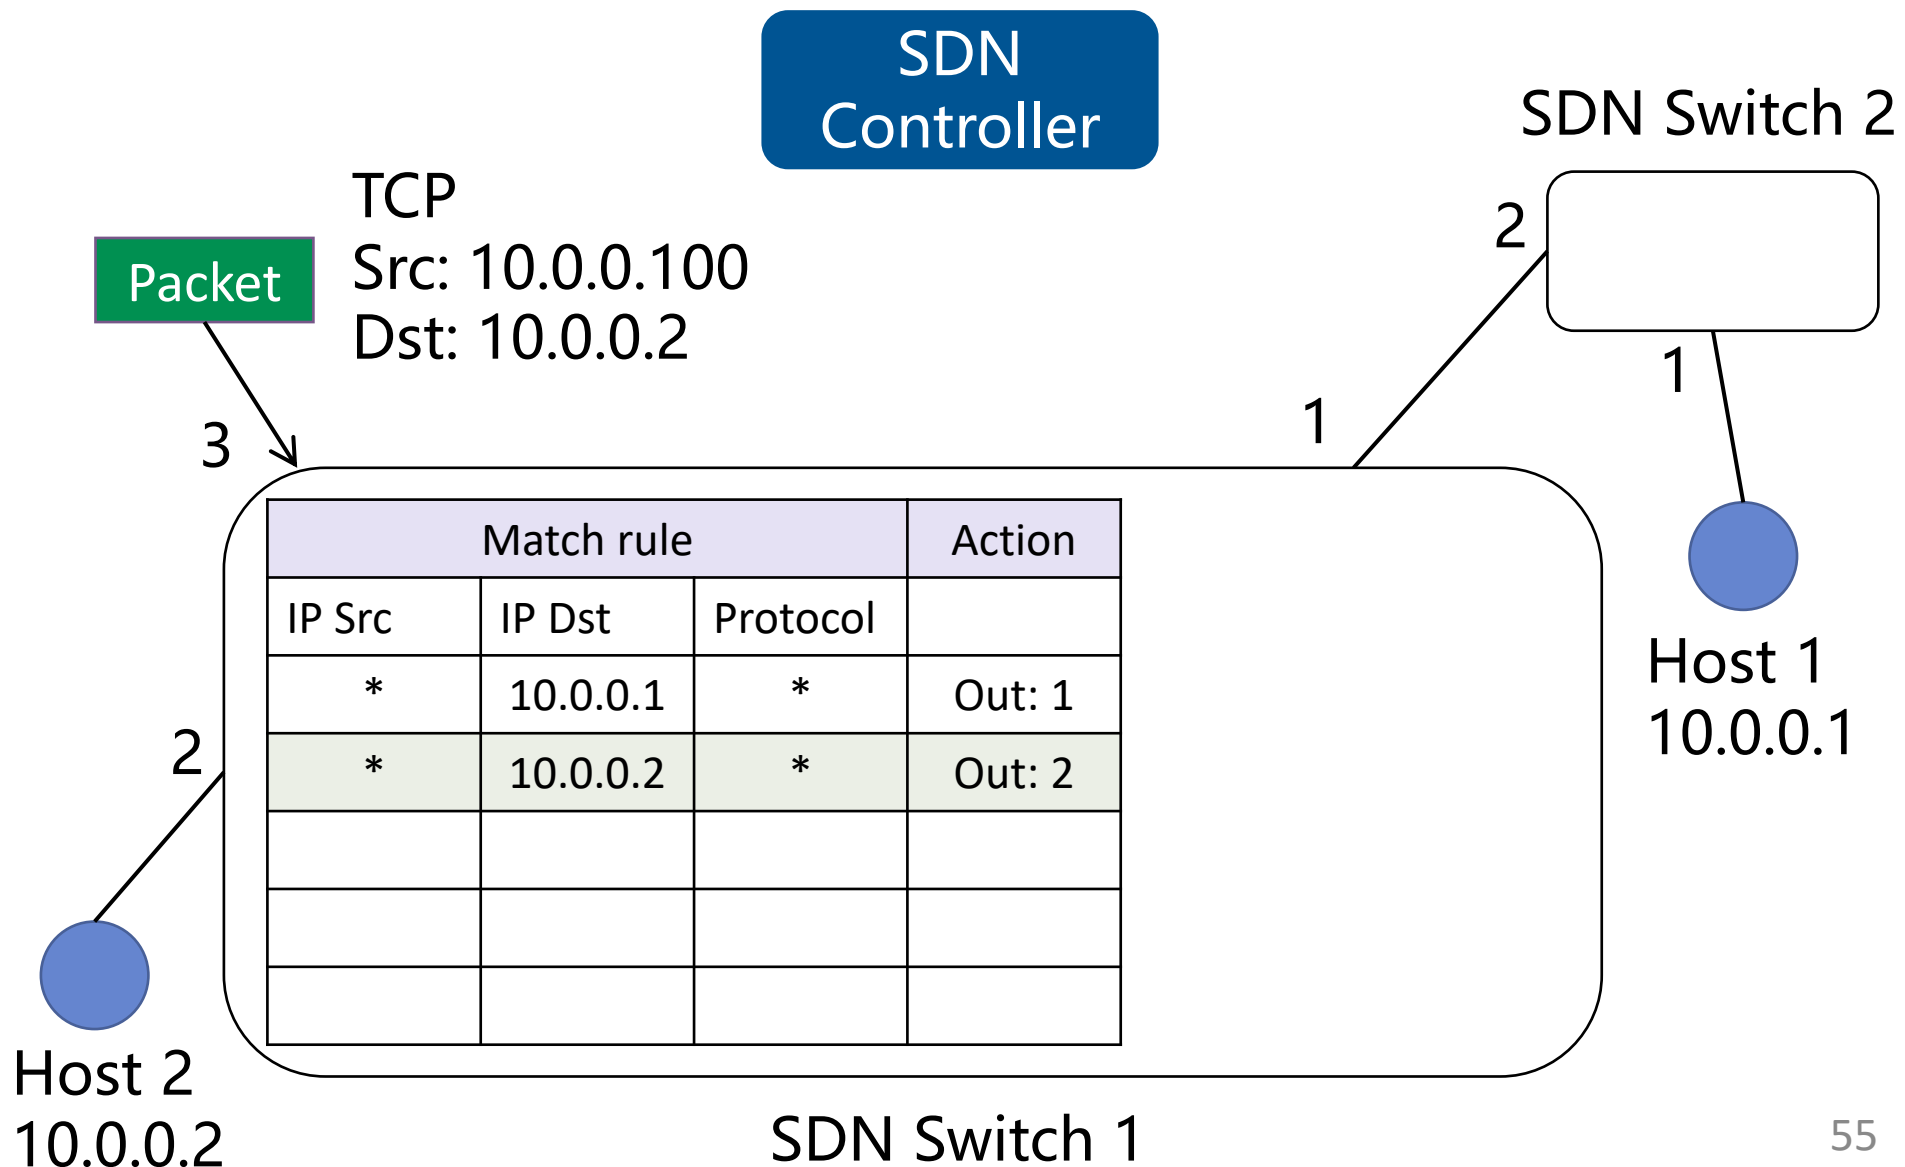 SDN
Controller
SDN Switch 2
TCP
Src: 10.0.0.100
Dst: 10.0.0.2
Packet
2
1
3
1
Match rule Action
IP Src IP Dst Protocol
* 10.0.0.1 * Out: 1
* 10.0.0.2 * Out: 2
2
Host 1
10.0.0.1
Host 2
10.0.0.2
SDN Switch 1
55